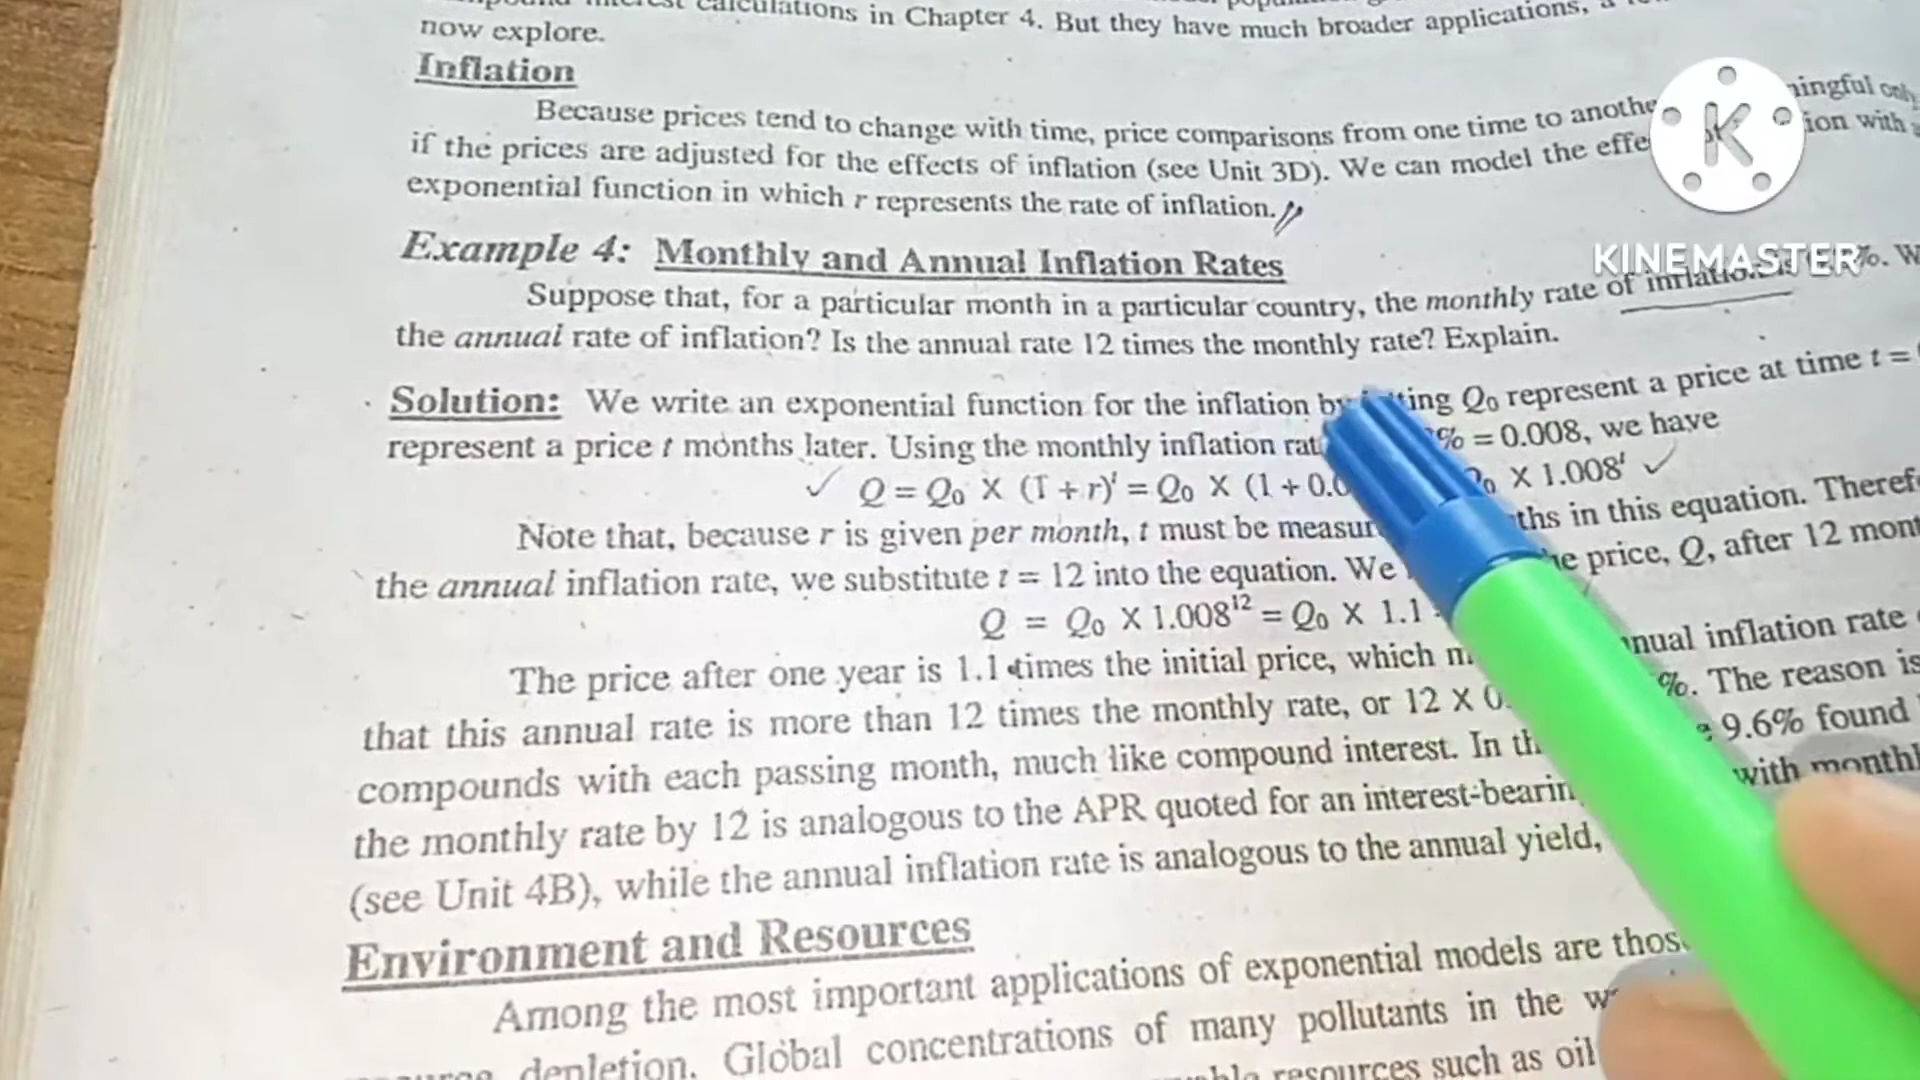 calculations in Chapter 4. But they have much broader applications, a
now explore.
Inflation
Because prices tend to change with time, price comparisons from one time to anothe ningful only
if the prices are adjusted for the effects of inflation (see Unit 3D). We can model the effe ion with a
exponential function in which r represents the rate of inflation.
K
KINEMASTER
Example 4: Monthly and Annual Inflation Rates
Suppose that, for a particular month in a particular country, the monthly rate of inflation is %. W
the annual rate of inflation? Is the annual rate 12 times the monthly rate? Explain.
Solution: We write an exponential function for the inflation by ting Q₀ represent a price at time t =
represent a price t months later. Using the monthly inflation rat % = 0.008, we have
✓ Q = Q₀ X (1 + r)ᵗ = Q₀ X (1 + 0.0 X 1.008ᵗ ✓
Note that, because r is given per month, t must be measur ths in this equation. Theref
the annual inflation rate, we substitute t = 12 into the equation. We he price, Q, after 12 mont
Q = Q₀ X 1.008¹² = Q₀ X 1.1
The price after one year is 1.1 times the initial price, which m nual inflation rate
that this annual rate is more than 12 times the monthly rate, or 12 X 0. %. The reason is
compounds with each passing month, much like compound interest. In th 9.6% found
the monthly rate by 12 is analogous to the APR quoted for an interest-bearin with monthl
(see Unit 4B), while the annual inflation rate is analogous to the annual yield,
Environment and Resources
Among the most important applications of exponential models are thos
depletion. Global concentrations of many pollutants in the w
resources such as oil